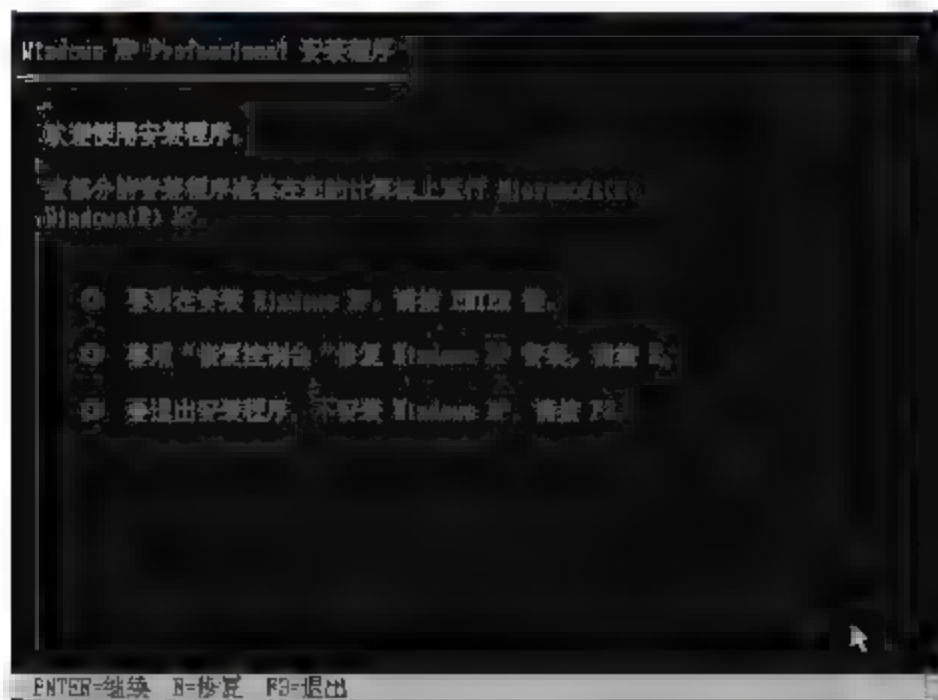 Windows XP Professional 安装程序
欢迎使用安装程序。
这部分的安装程序准备在您的计算机上运行 Microsoft(R)
Windows(R) XP。
要现在安装 Windows XP，请按 ENTER 键。
要用“恢复控制台”修复 Windows XP 安装，请按 R。
要退出安装程序，不安装 Windows XP，请按 F3。
ENTER=继续 R=修复 F3=退出